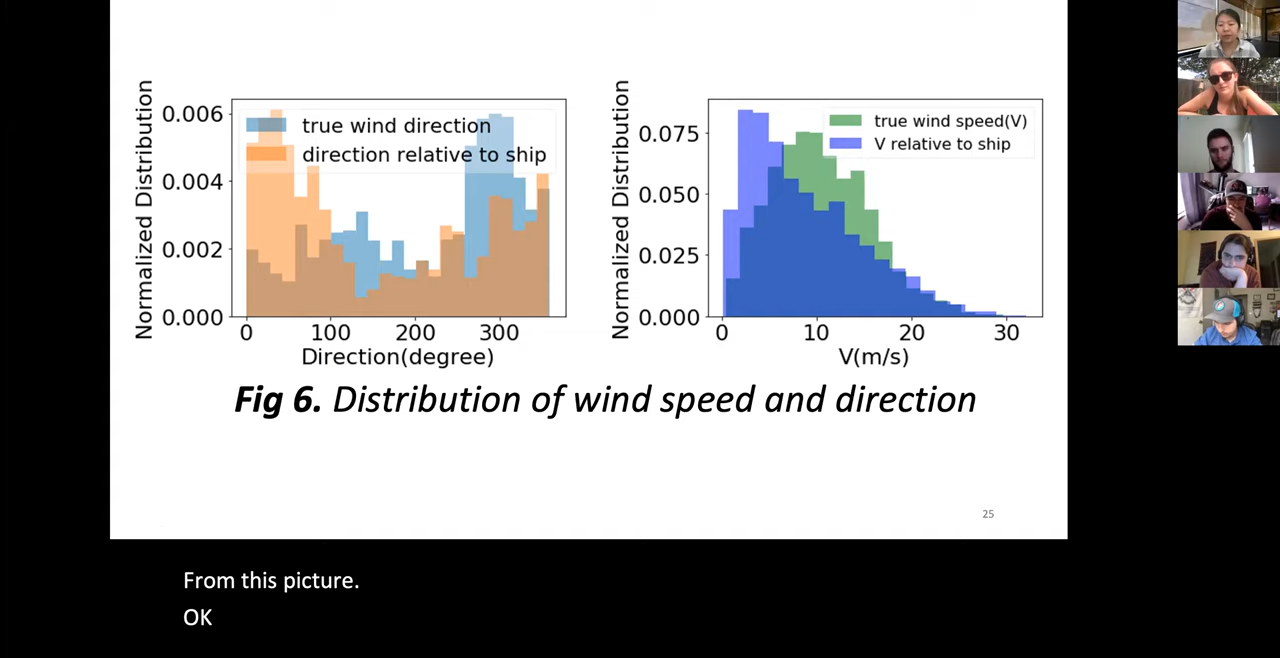 Normalized Distribution
0.006
0.004
0.002
0.000
true wind direction
direction relative to ship
0 100 200 300
Direction(degree)
Normalized Distribution
0.075
0.050
0.025
0.000
true wind speed(V)
V relative to ship
0 10 20 30
V(m/s)
Fig 6. Distribution of wind speed and direction
25
From this picture.
OK